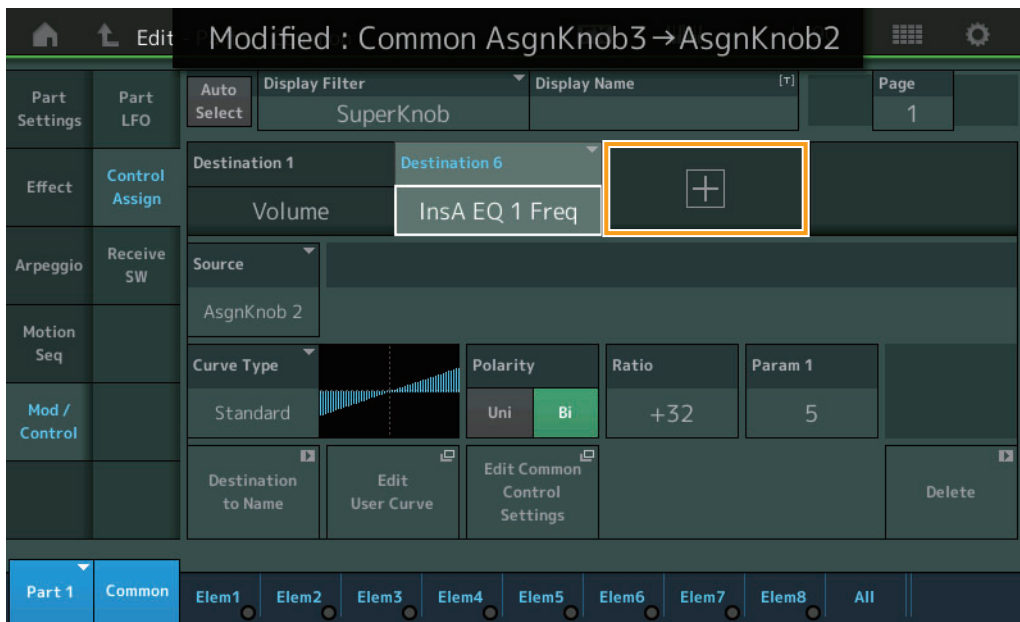 Edit
Modified : Common AsgnKnob3→AsgnKnob2
Part
Settings
Part
LFO
Auto
Select
Display Filter
SuperKnob
Display Name
[T]
Page
1
Effect
Control
Assign
Destination 1
Volume
Destination 6
InsA EQ 1 Freq
Arpeggio
Receive
SW
Source
AsgnKnob 2
Motion
Seq
Curve Type
Standard
Polarity
Uni
Bi
Ratio
+32
Param 1
5
Mod /
Control
Destination
to Name
Edit
User Curve
Edit Common
Control
Settings
Delete
Part 1
Common
Elem1
Elem2
Elem3
Elem4
Elem5
Elem6
Elem7
Elem8
All